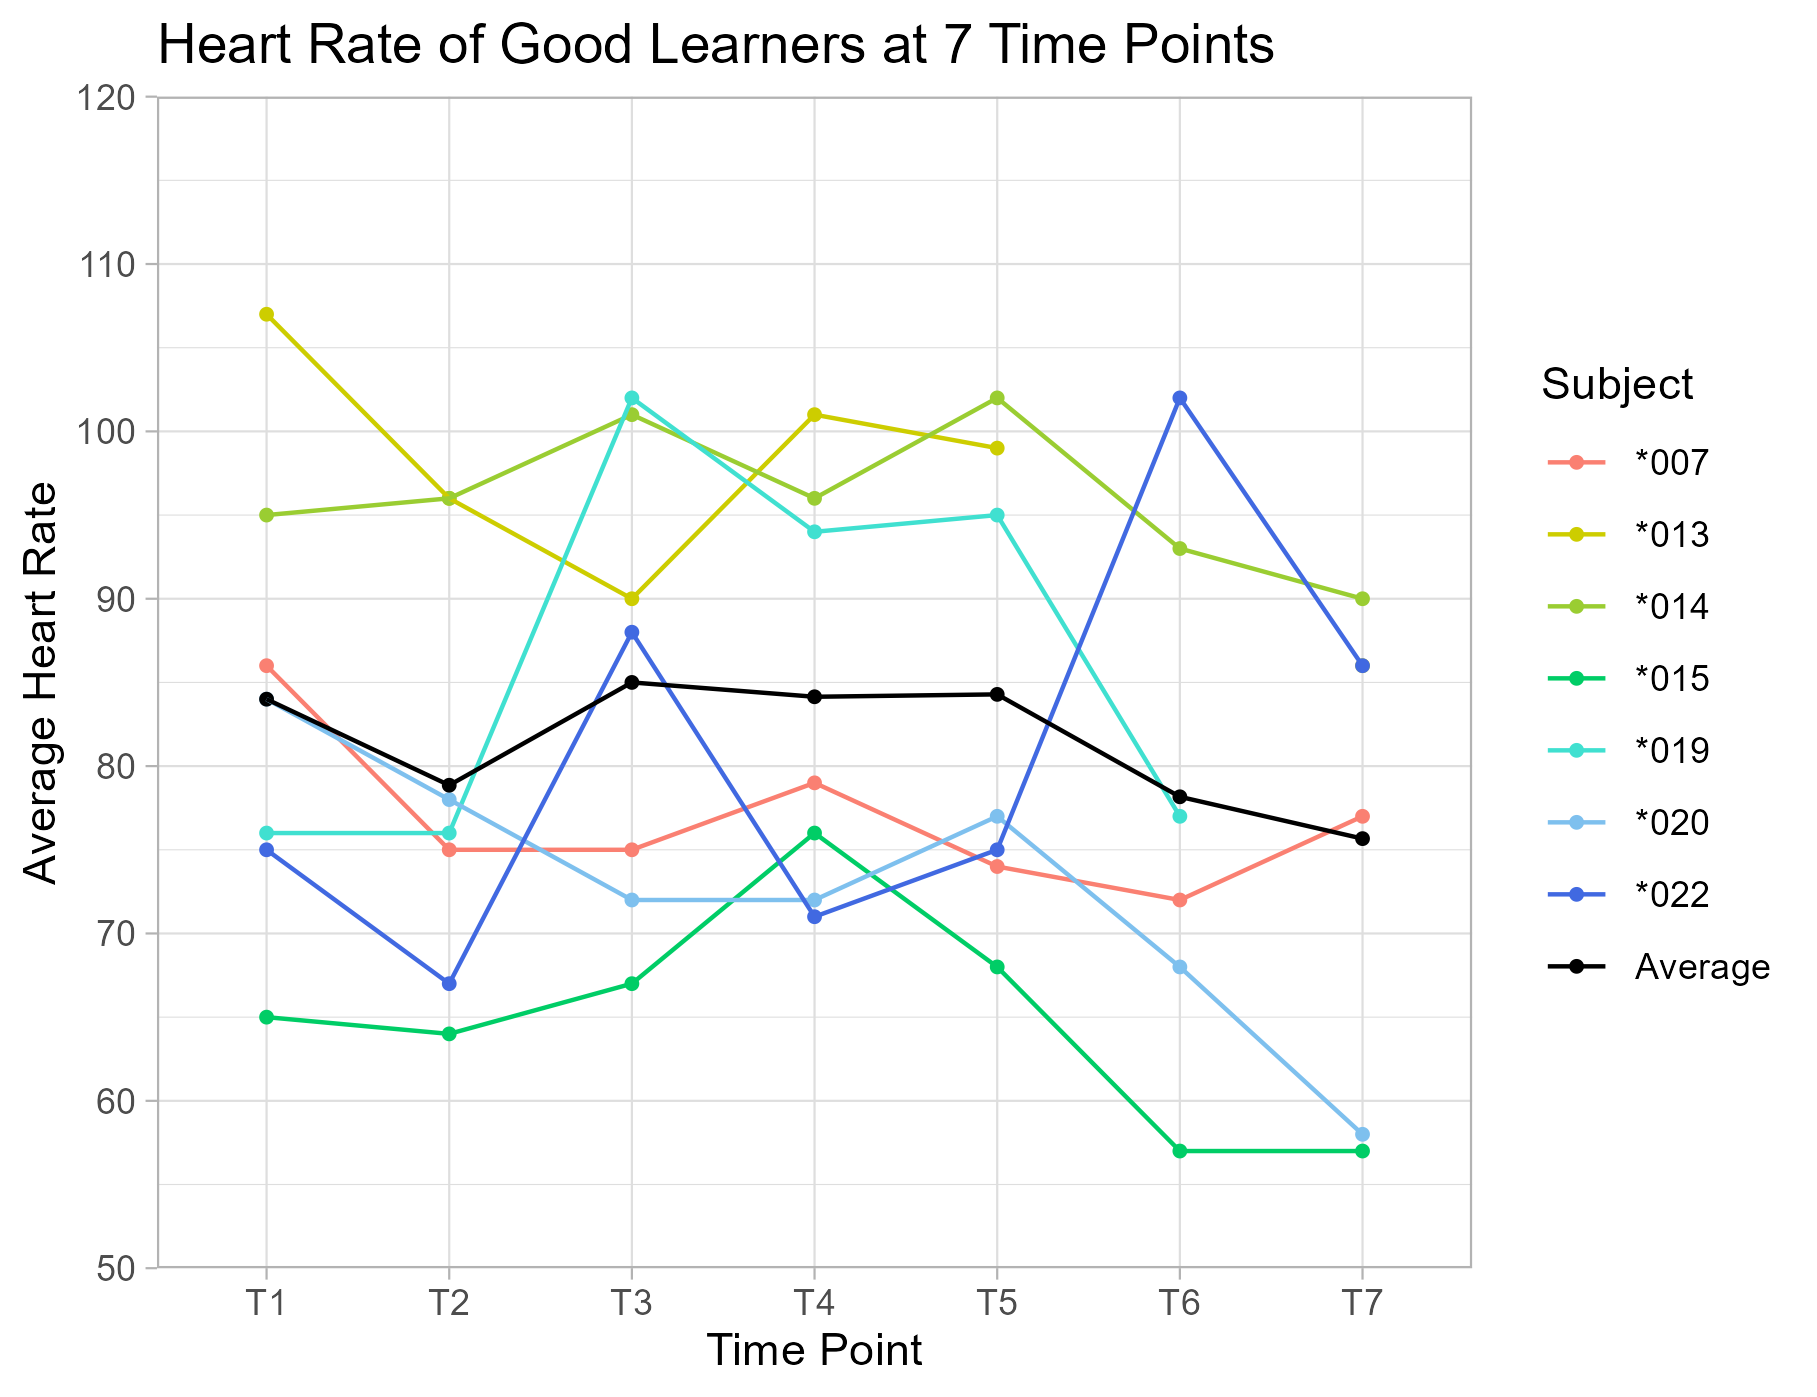 Heart Rate of Good Learners at 7 Time Points
120
110
100
90
80
70
60
50
Average Heart Rate
T1 T2 T3 T4 T5 T6 T7
Time Point
Subject
*007
*013
*014
*015
*019
*020
*022
Average